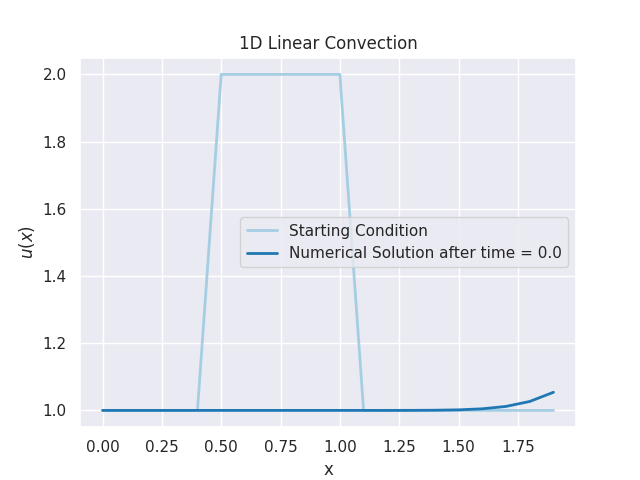 1D Linear Convection
2.0
1.8
1.6
1.4
1.2
1.0
u(x)
Starting Condition
Numerical Solution after time = 0.0
0.00 0.25 0.50 0.75 1.00 1.25 1.50 1.75
x